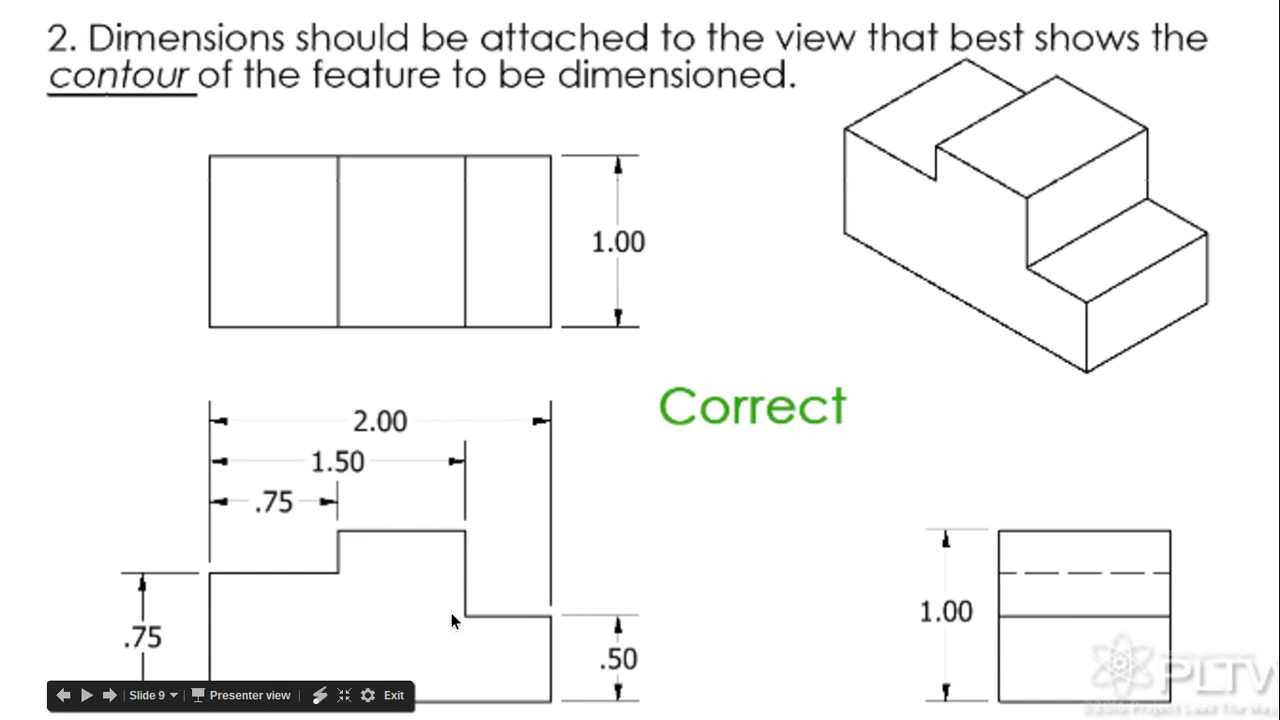 2. Dimensions should be attached to the view that best shows the
contour of the feature to be dimensioned.
1.00
Correct
2.00
1.50
.75
.75
.50
1.00
PLTW
Slide 9
Presenter view
Exit